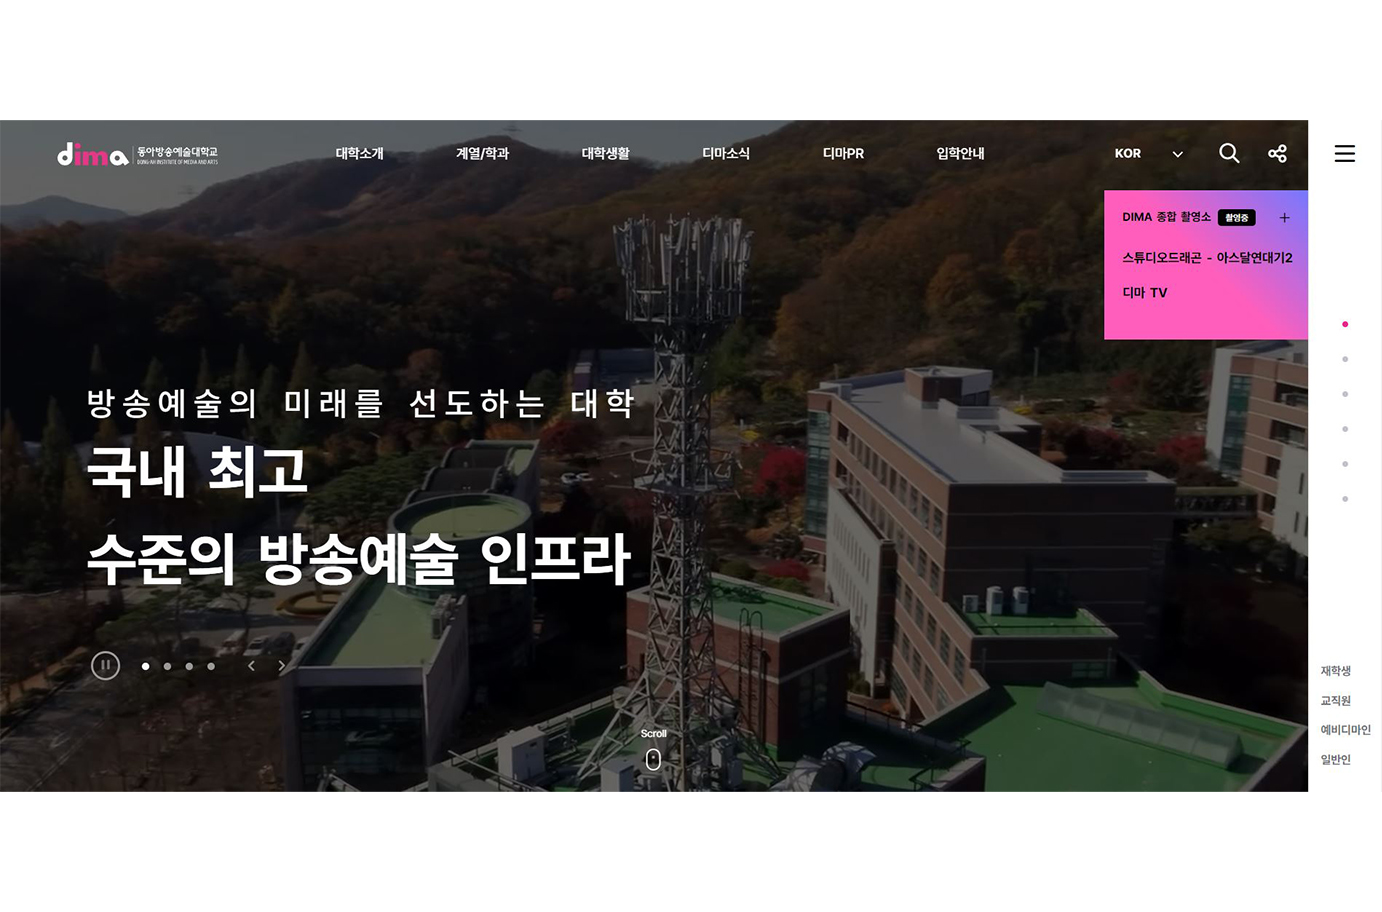 dima 동아방송예술대학교
DONG-AH INSTITUTE OF MEDIA AND ARTS
대학소개 계열/학과 대학생활 디마소식 디마PR 입학안내 KOR
DIMA 종합 촬영소 촬영중 +
스튜디오드래곤 - 아스달연대기2
디마 TV
방송예술의 미래를 선도하는 대학
국내 최고
수준의 방송예술 인프라
Scroll
재학생
교직원
예비디마인
일반인